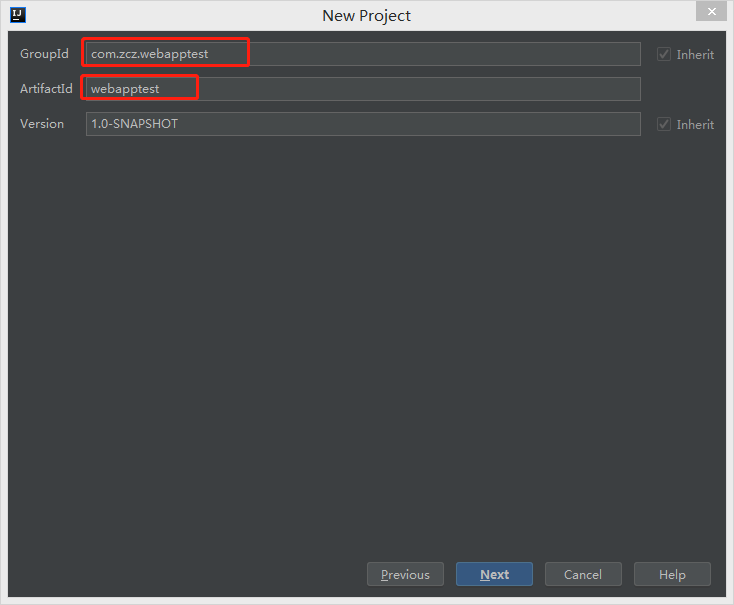 IJ
New Project
GroupId com.zcz.webapptest Inherit
ArtifactId webapptest
Version 1.0-SNAPSHOT Inherit
Previous Next Cancel Help